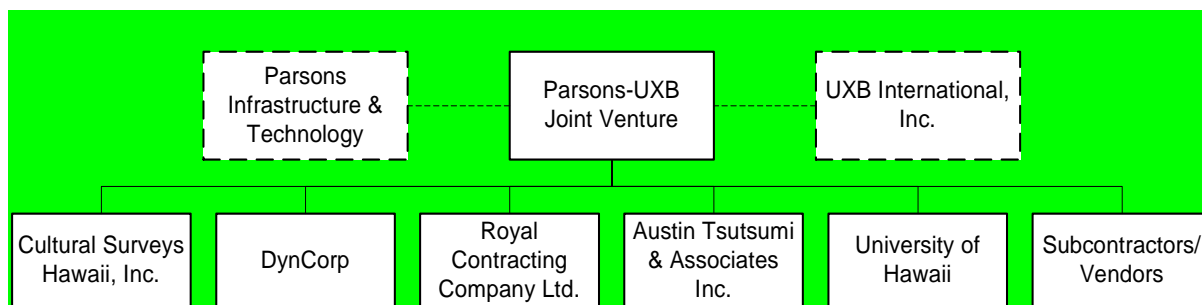 Parsons
Infrastructure &
Technology
Parsons-UXB
Joint Venture
UXB International,
Inc.
Cultural Surveys
Hawaii, Inc.
DynCorp
Royal
Contracting
Company Ltd.
Austin Tsutsumi
& Associates
Inc.
University of
Hawaii
Subcontractors/
Vendors